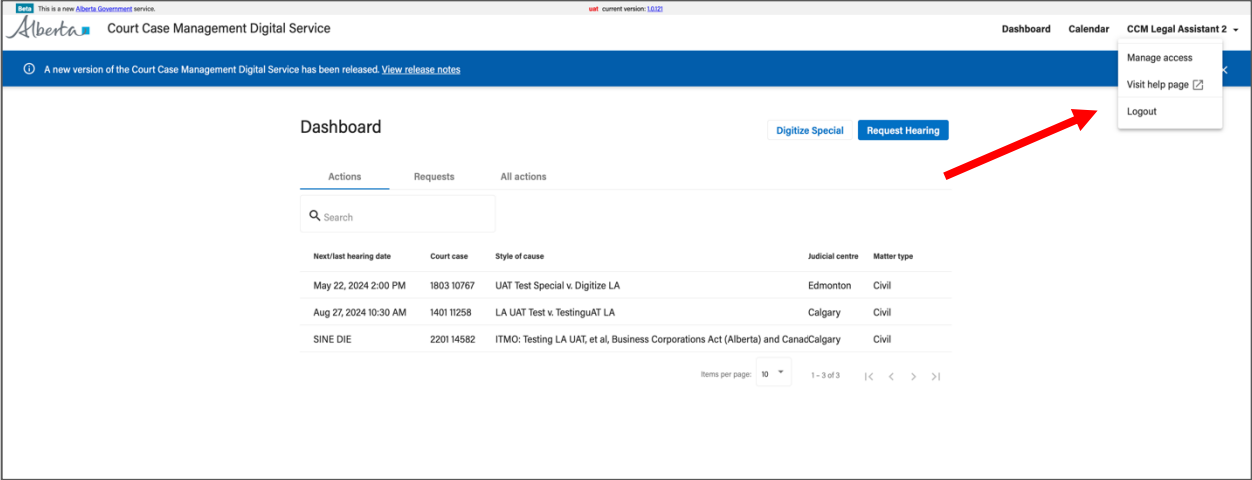 Beta This is a new Alberta Government service. uat current version: 1.0.121
Alberta Court Case Management Digital Service Dashboard Calendar CCM Legal Assistant 2
A new version of the Court Case Management Digital Service has been released. View release notes
Manage access
Visit help page
Logout
Dashboard Digitize Special Request Hearing
Actions Requests All actions
Search
Next/last hearing date Court case Style of cause Judicial centre Matter type
May 22, 2024 2:00 PM 1803 10767 UAT Test Special v. Digitize LA Edmonton Civil
Aug 27, 2024 10:30 AM 1401 11258 LA UAT Test v. TestinguAT LA Calgary Civil
SINE DIE 2201 14582 ITMO: Testing LA UAT, et al, Business Corporations Act (Alberta) and Canad Calgary Civil
Items per page: 10 1 – 3 of 3